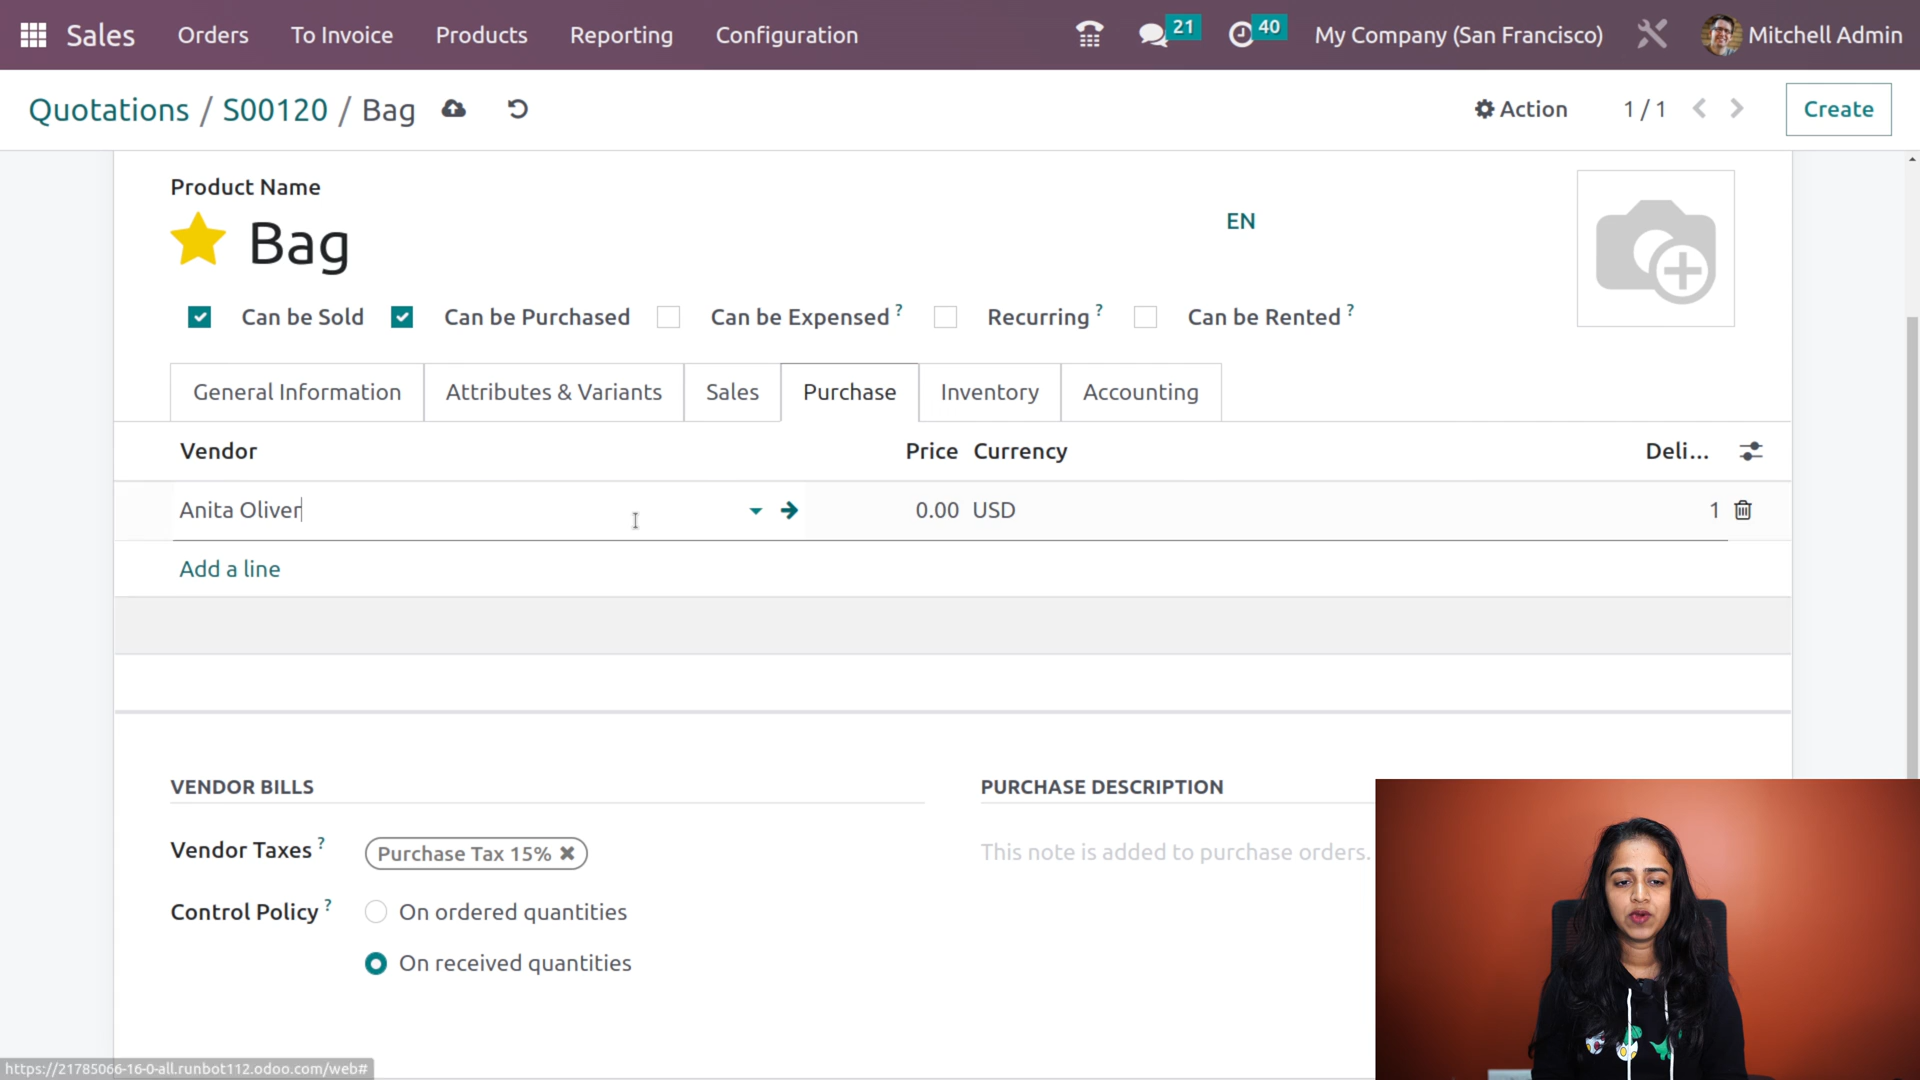 Sales Orders To Invoice Products Reporting Configuration 21 40 My Company (San Francisco) Mitchell Admin
Quotations / S00120 / Bag Action 1 / 1 Create
Product Name
Bag EN
Can be Sold Can be Purchased Can be Expensed ? Recurring ? Can be Rented ?
General Information Attributes & Variants Sales Purchase Inventory Accounting
Vendor Price Currency Deli...
Anita Oliver 0.00 USD 1
Add a line
VENDOR BILLS PURCHASE DESCRIPTION
Vendor Taxes ? Purchase Tax 15% This note is added to purchase orders.
Control Policy ? On ordered quantities
On received quantities
https://21785066-16-0-all.runbot112.odoo.com/web#